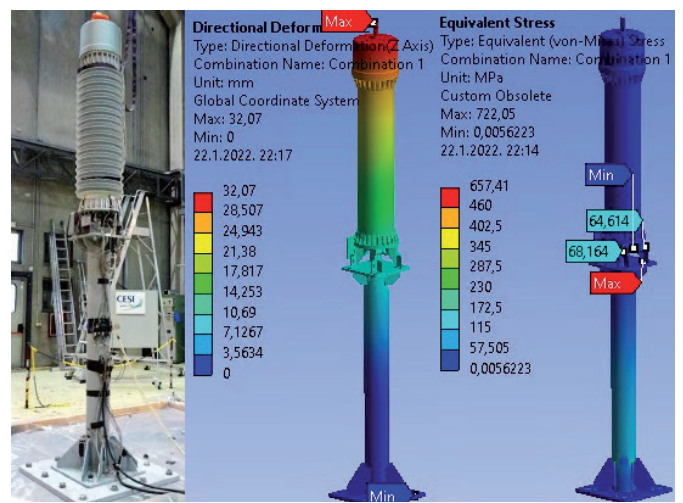 CESI
Directional Deform
Type: Directional Deformation(Z Axis)
Combination Name: Combination 1
Unit: mm
Global Coordinate System
Max: 32,07
Min: 0
22.1.2022. 22:17
32,07
28,507
24,943
21,38
17,817
14,253
10,69
7,1267
3,5634
0
Max
Min
Equivalent Stress
Type: Equivalent (von-Mises) Stress
Combination Name: Combination 1
Unit: MPa
Custom Obsolete
Max: 722,05
Min: 0,0056223
22.1.2022. 22:14
657,41
460
402,5
345
287,5
230
172,5
115
57,505
0,0056223
Min
64,614
68,164
Max